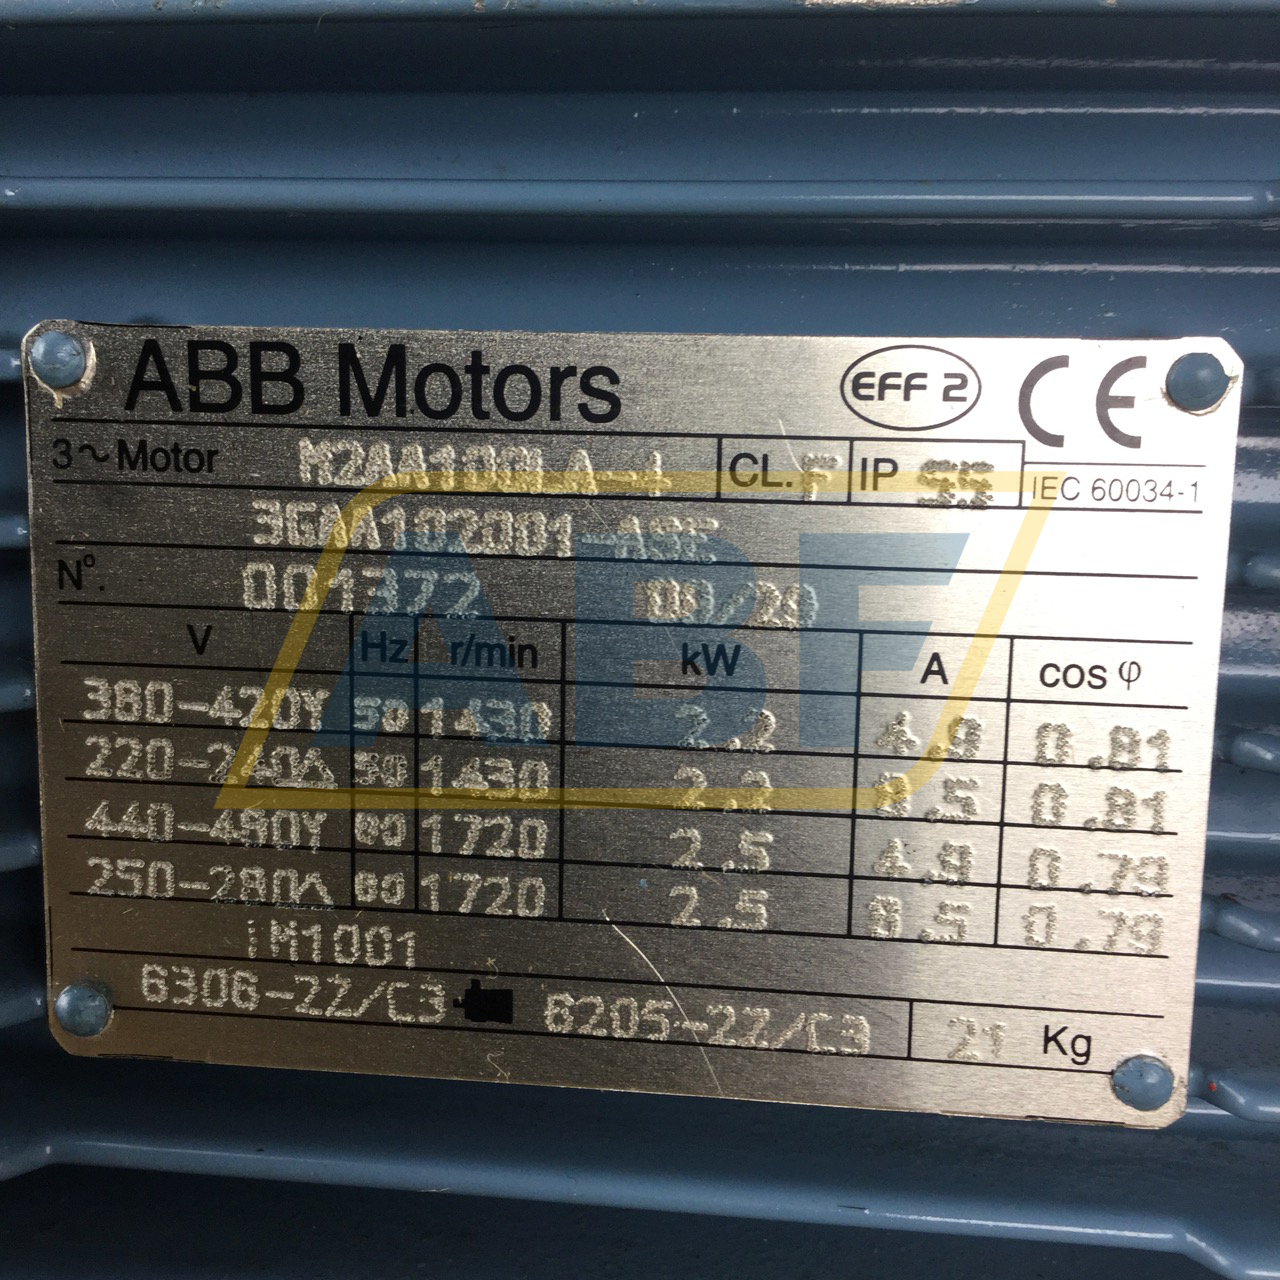 ABB Motors EFF 2 CE
3~Motor M2AA100LA-4 CL. F IP 55 IEC 60034-1
3GAA102001-ASE
Nº. 001372
V Hz r/min kW A cos φ
380-420Y 50 1430 2.2 0.81
220-240Δ 50 1430 2.2 8.5 0.81
440-480Y 60 1720 2.5 4.9 0.79
250-280Δ 60 1720 2.5 8.5 0.79
IM1001
6306-2Z/C3 6205-2Z/C3 21 Kg
ABF